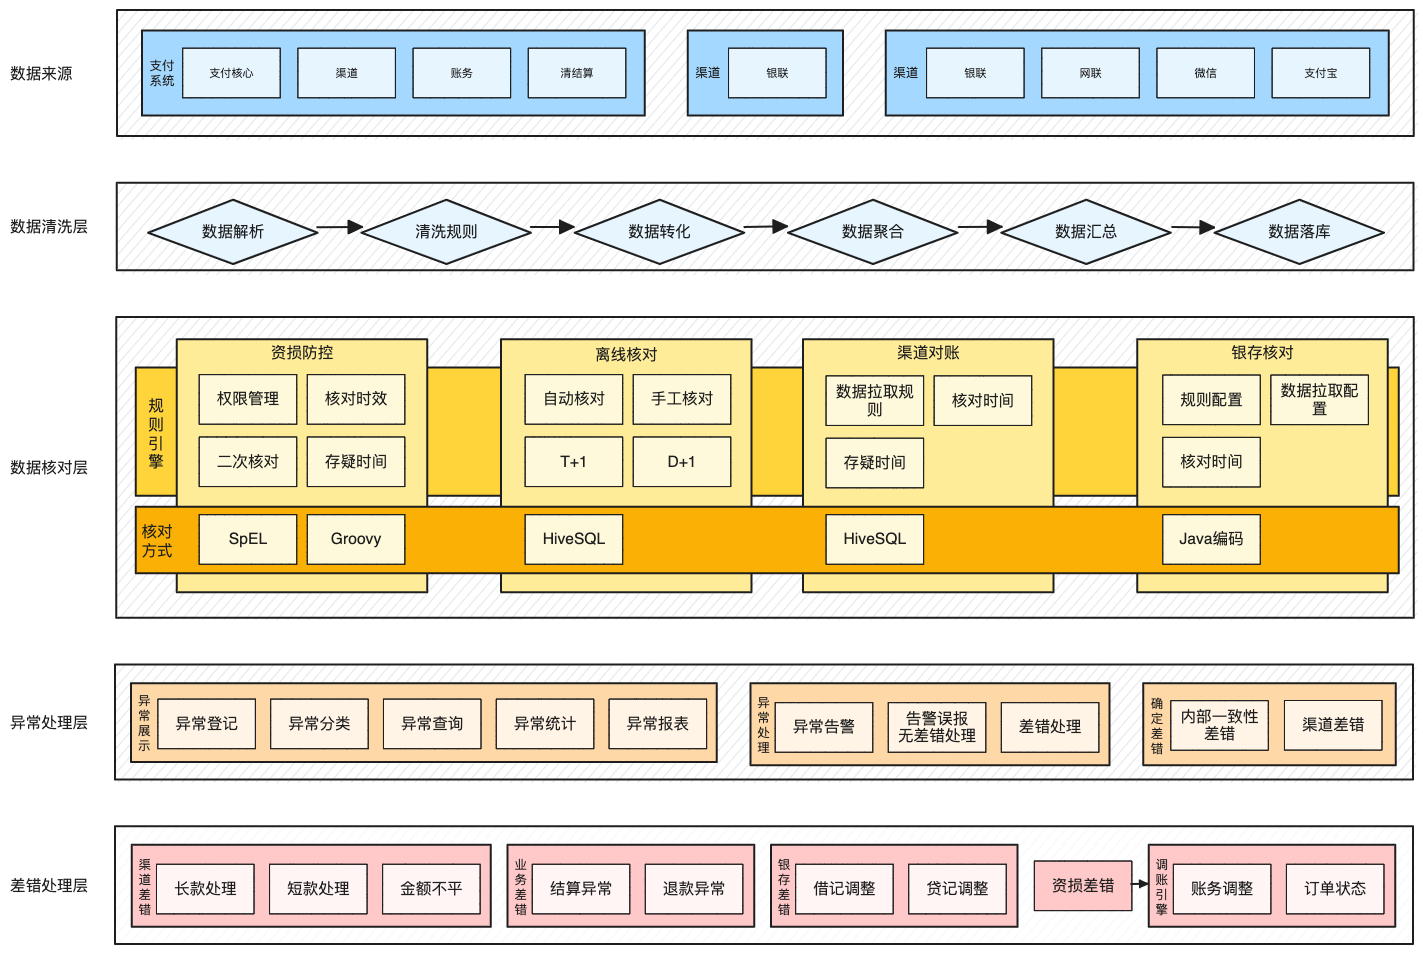 数据来源
支付
系统
支付核心
渠道
账务
清结算
渠道
银联
渠道
银联
网联
微信
支付宝
数据清洗层
数据解析
清洗规则
数据转化
数据聚合
数据汇总
数据落库
数据核对层
规
则
引
擎
资损防控
权限管理
核对时效
二次核对
存疑时间
离线核对
自动核对
手工核对
T+1
D+1
渠道对账
数据拉取规
则
核对时间
存疑时间
银存核对
规则配置
数据拉取配
置
核对时间
核对
方式
SpEL
Groovy
HiveSQL
HiveSQL
Java编码
异常处理层
异
常
展
示
异常登记
异常分类
异常查询
异常统计
异常报表
异
常
处
理
异常告警
告警误报
无差错处理
差错处理
确
定
差
错
内部一致性
差错
渠道差错
差错处理层
渠
道
差
错
长款处理
短款处理
金额不平
业
务
差
错
结算异常
退款异常
银
存
差
错
借记调整
贷记调整
资损差错
调
账
引
擎
账务调整
订单状态